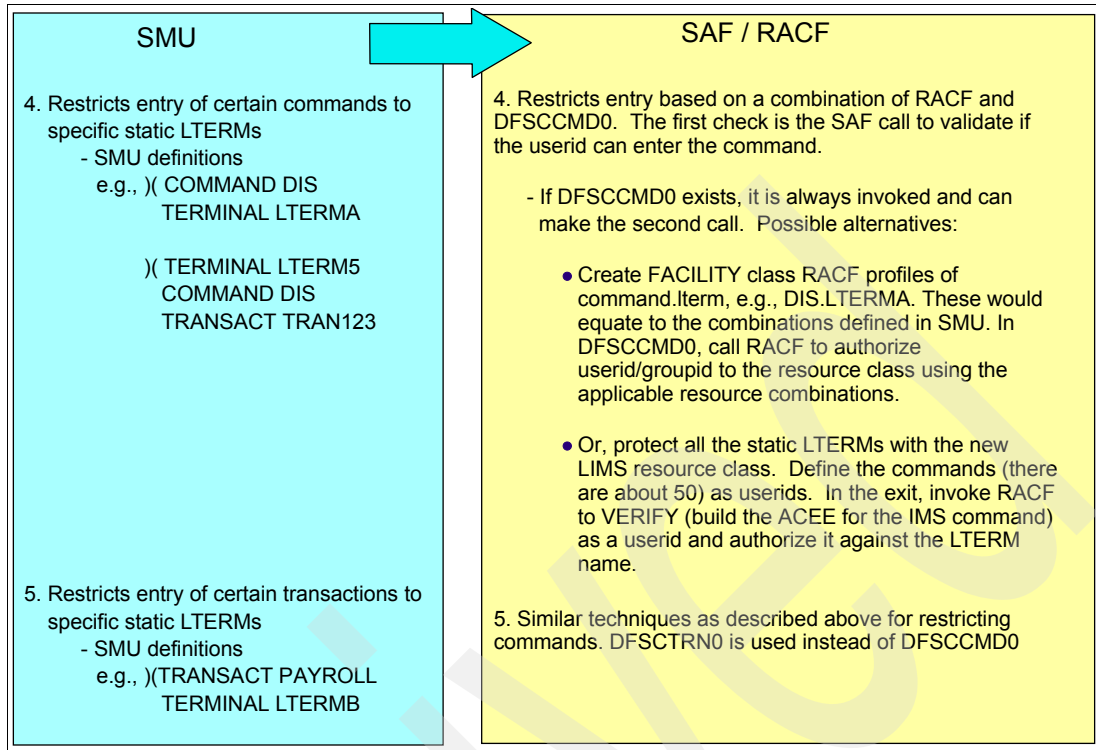 SMU
4. Restricts entry of certain commands to
specific static LTERMs
- SMU definitions
e.g., )( COMMAND DIS
TERMINAL LTERMA
)( TERMINAL LTERM5
COMMAND DIS
TRANSACT TRAN123
5. Restricts entry of certain transactions to
specific static LTERMs
- SMU definitions
e.g., )(TRANSACT PAYROLL
TERMINAL LTERMB
SAF / RACF
4. Restricts entry based on a combination of RACF and
DFSCCMD0. The first check is the SAF call to validate if
the userid can enter the command.
- If DFSCCMD0 exists, it is always invoked and can
make the second call. Possible alternatives:
● Create FACILITY class RACF profiles of
command.lterm, e.g., DIS.LTERMA. These would
equate to the combinations defined in SMU. In
DFSCCMD0, call RACF to authorize
userid/groupid to the resource class using the
applicable resource combinations.
● Or, protect all the static LTERMs with the new
LIMS resource class. Define the commands (there
are about 50) as userids. In the exit, invoke RACF
to VERIFY (build the ACEE for the IMS command)
as a userid and authorize it against the LTERM
name.
5. Similar techniques as described above for restricting
commands. DFSCTRN0 is used instead of DFSCCMD0